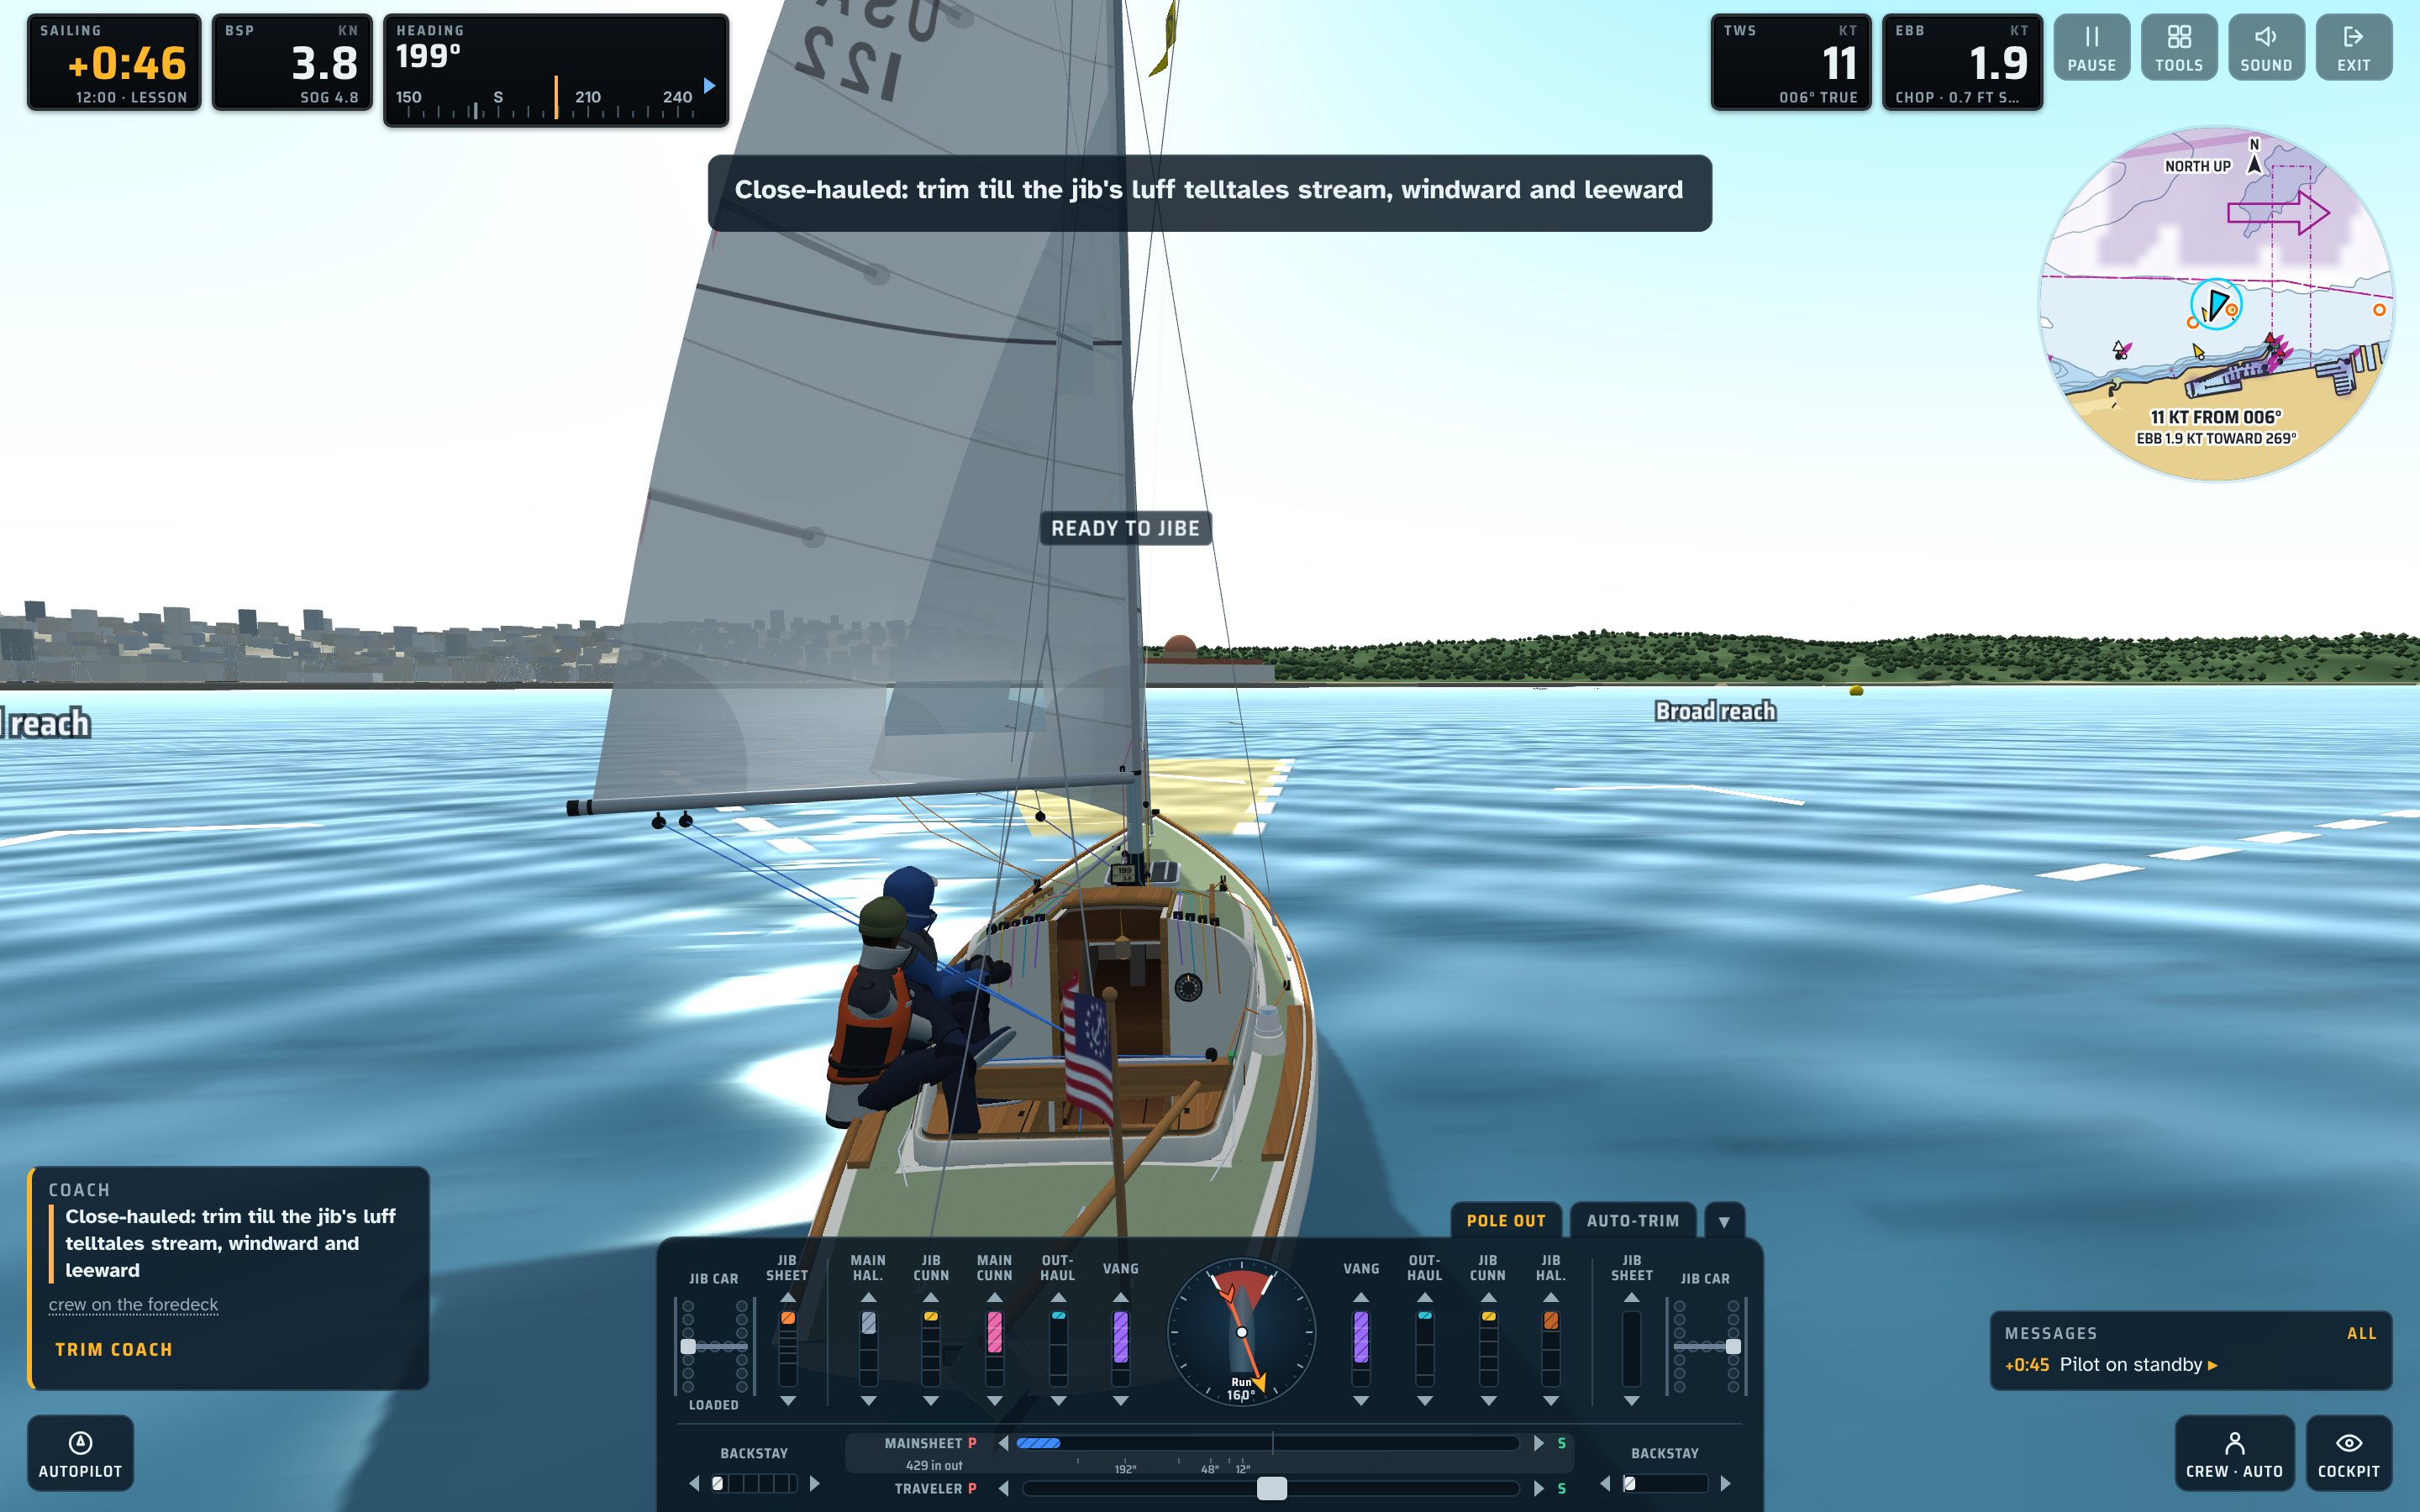 SAILING
+0:46
12:00 · LESSON
BSP KN
3.8
SOG 4.8
HEADING
199°
150 S 210 240
USA
122
TWS KT
11
006° TRUE
EBB KT
1.9
CHOP · 0.7 FT S...
PAUSE
TOOLS
SOUND
EXIT
Close-hauled: trim till the jib's luff telltales stream, windward and leeward
N
NORTH UP
11 KT FROM 006°
EBB 1.9 KT TOWARD 269°
READY TO JIBE
reach
Broad reach
199
3.8
COACH
Close-hauled: trim till the jib's luff
telltales stream, windward and
leeward
crew on the foredeck
TRIM COACH
AUTOPILOT
POLE OUT
AUTO-TRIM
▼
JIB CAR
LOADED
JIB
SHEET
MAIN
HAL.
JIB
CUNN
MAIN
CUNN
OUT-
HAUL
VANG
Run
160°
VANG
OUT-
HAUL
JIB
CUNN
JIB
HAL.
JIB
SHEET
JIB CAR
BACKSTAY
MAINSHEET P
S
429 in out
192" 48" 12"
TRAVELER P
S
BACKSTAY
MESSAGES ALL
+0:45 Pilot on standby ▸
CREW · AUTO
COCKPIT